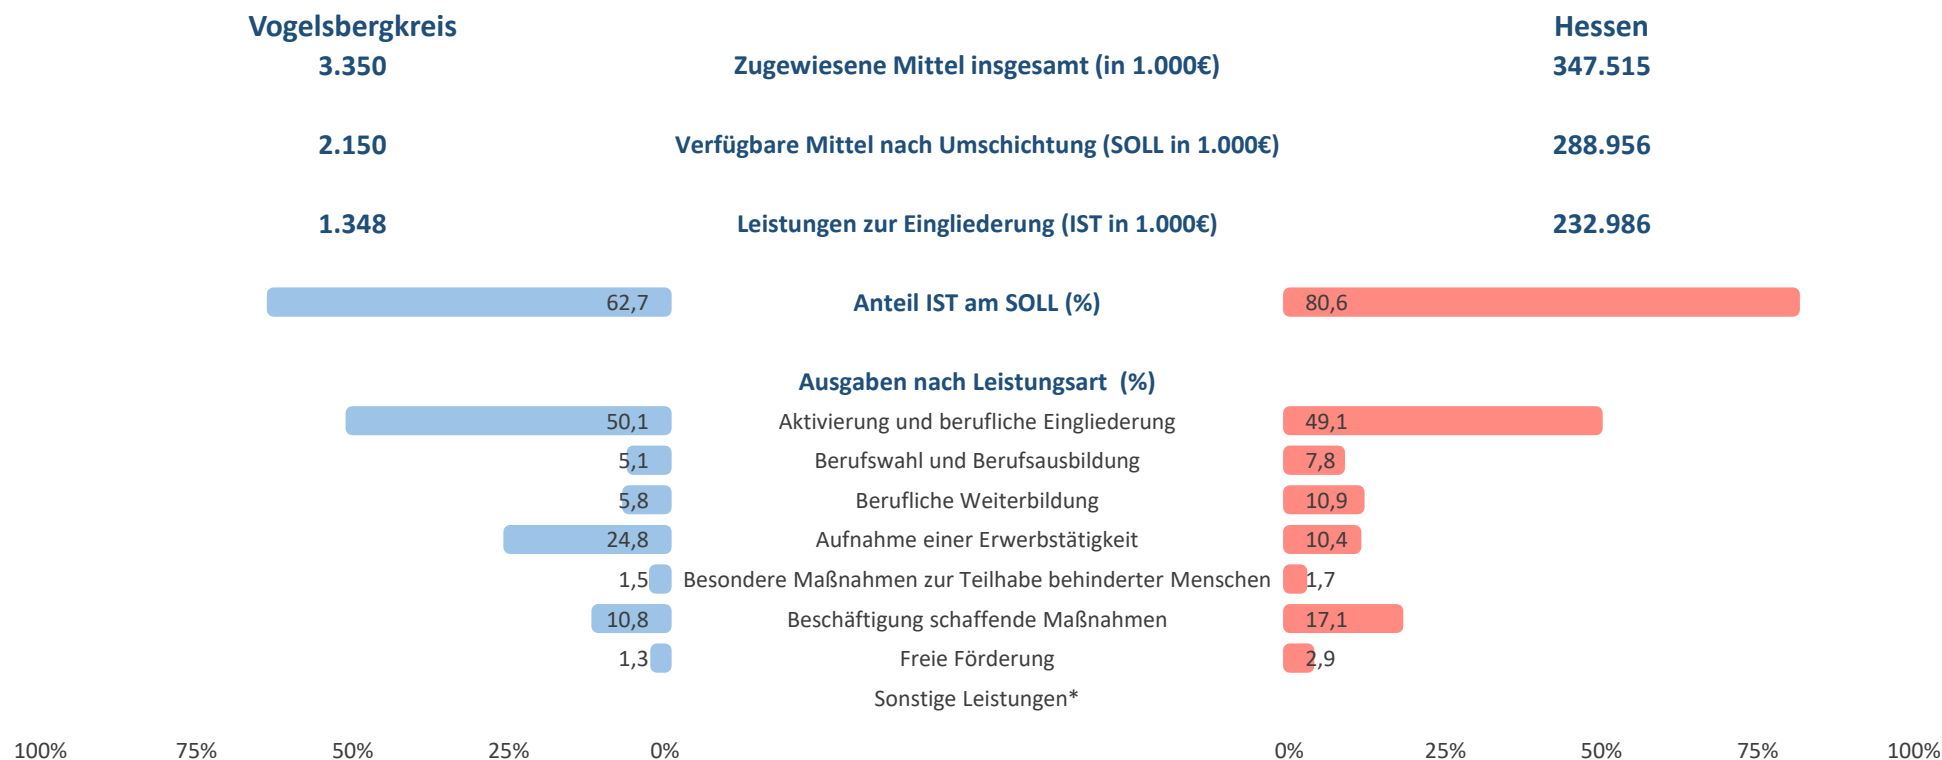 Vogelsbergkreis Hessen
3.350 Zugewiesene Mittel insgesamt (in 1.000€) 347.515
2.150 Verfügbare Mittel nach Umschichtung (SOLL in 1.000€) 288.956
1.348 Leistungen zur Eingliederung (IST in 1.000€) 232.986
62,7 Anteil IST am SOLL (%) 80,6
Ausgaben nach Leistungsart (%)
50,1 Aktivierung und berufliche Eingliederung 49,1
5,1 Berufswahl und Berufsausbildung 7,8
5,8 Berufliche Weiterbildung 10,9
24,8 Aufnahme einer Erwerbstätigkeit 10,4
1,5 Besondere Maßnahmen zur Teilhabe behinderter Menschen 1,7
10,8 Beschäftigung schaffende Maßnahmen 17,1
1,3 Freie Förderung 2,9
Sonstige Leistungen*
100% 75% 50% 25% 0% 0% 25% 50% 75% 100%